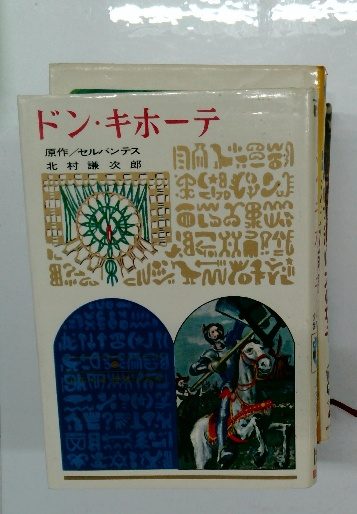 ドン・キホーテ
原作/セルバンテス
北村謙次郎